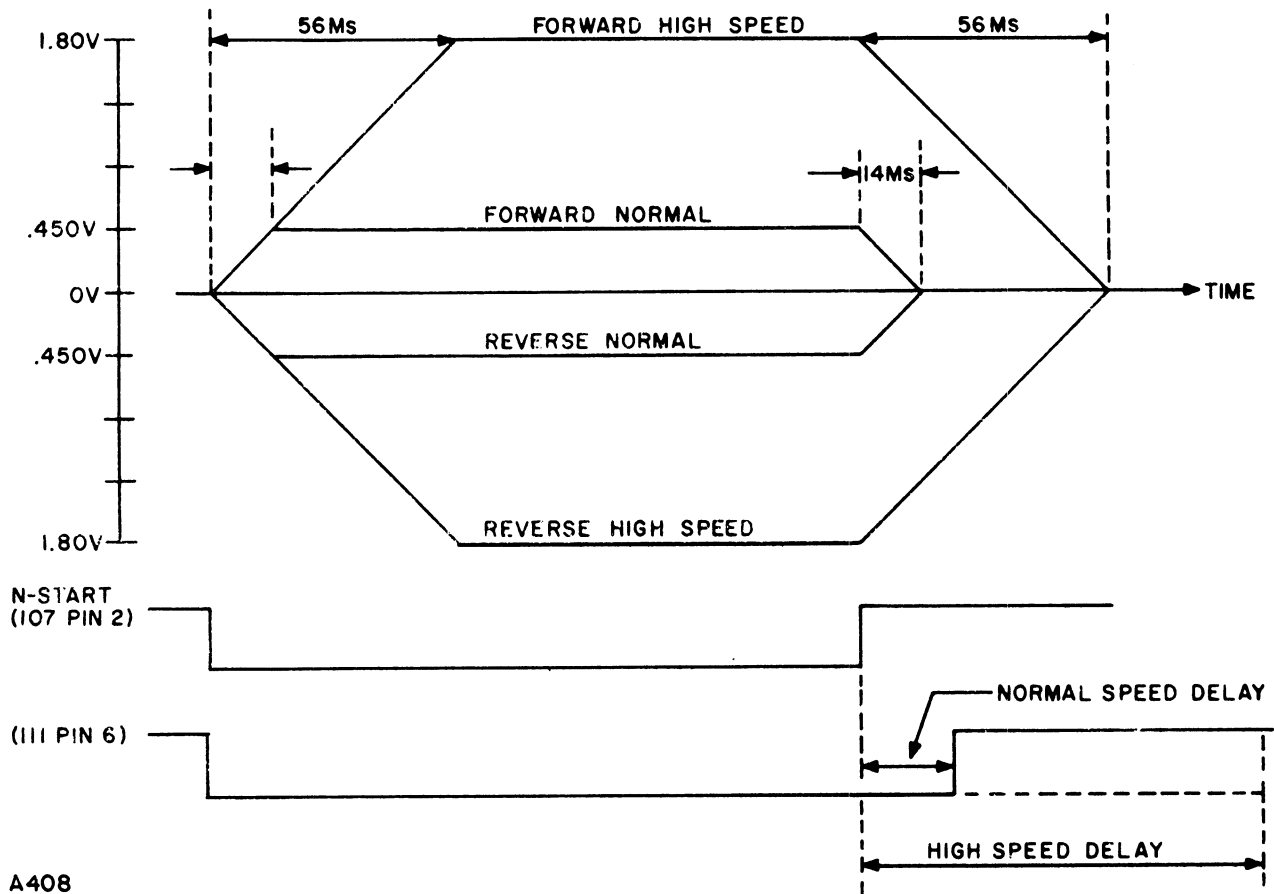 56Ms
FORWARD HIGH SPEED
56Ms
1.80V
14Ms
.450V
FORWARD NORMAL
0V
TIME
.450V
REVERSE NORMAL
1.80V
REVERSE HIGH SPEED
N-START
(107 PIN 2)
NORMAL SPEED DELAY
(111 PIN 6)
HIGH SPEED DELAY
A408